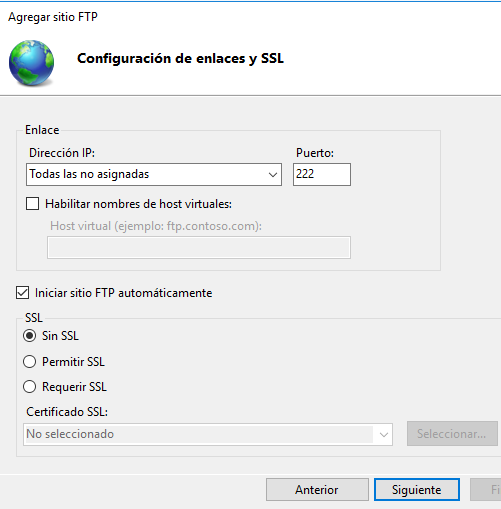 Agregar sitio FTP
Configuración de enlaces y SSL
Enlace
Dirección IP: Puerto:
Todas las no asignadas 222
Habilitar nombres de host virtuales:
Host virtual (ejemplo: ftp.contoso.com):
Iniciar sitio FTP automáticamente
SSL
Sin SSL
Permitir SSL
Requerir SSL
Certificado SSL:
No seleccionado Seleccionar...
Anterior Siguiente